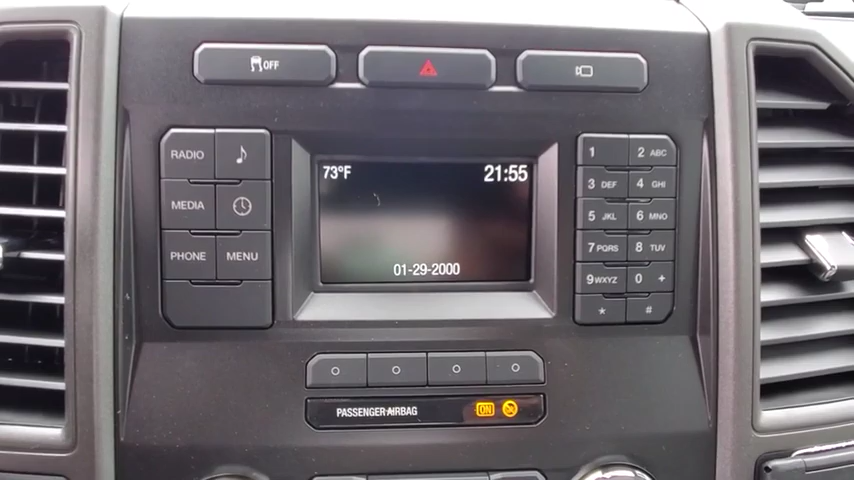 OFF
RADIO
MEDIA
PHONE MENU
73°F 21:55
01-29-2000
1 2 ABC
3 DEF 4 GHI
5 JKL 6 MNO
7 PQRS 8 TUV
9 WXYZ 0 +
* #
PASSENGER AIRBAG ON